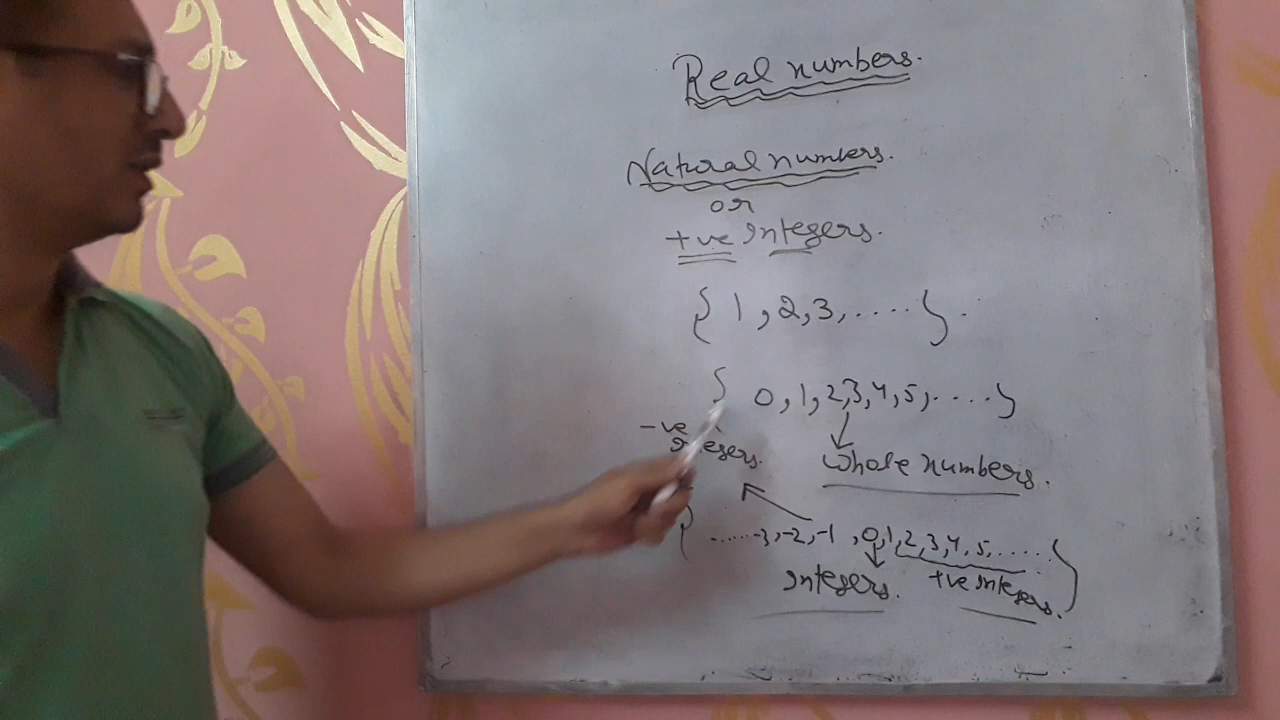 Real numbers.
Natural numbers.
or
+ve integers.
{ 1, 2, 3, .... }.
{ 0, 1, 2, 3, 4, 5, .... }
-ve
Whole numbers.
{ ......-3, -2, -1, 0, 1, 2, 3, 4, 5, ..... }
integers.
+ve integers.